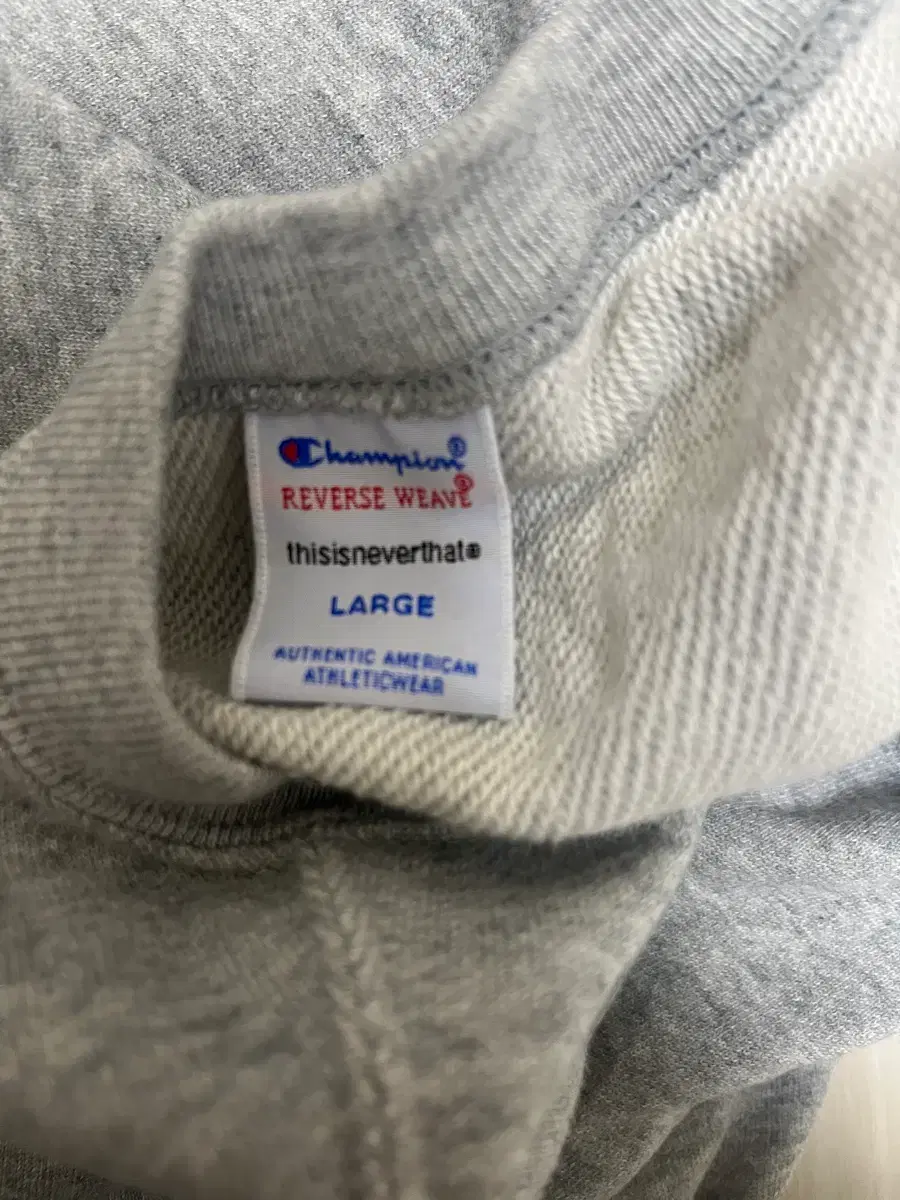 Champion®
REVERSE WEAVE®
thisisneverthat®
LARGE
AUTHENTIC AMERICAN
ATHLETICWEAR